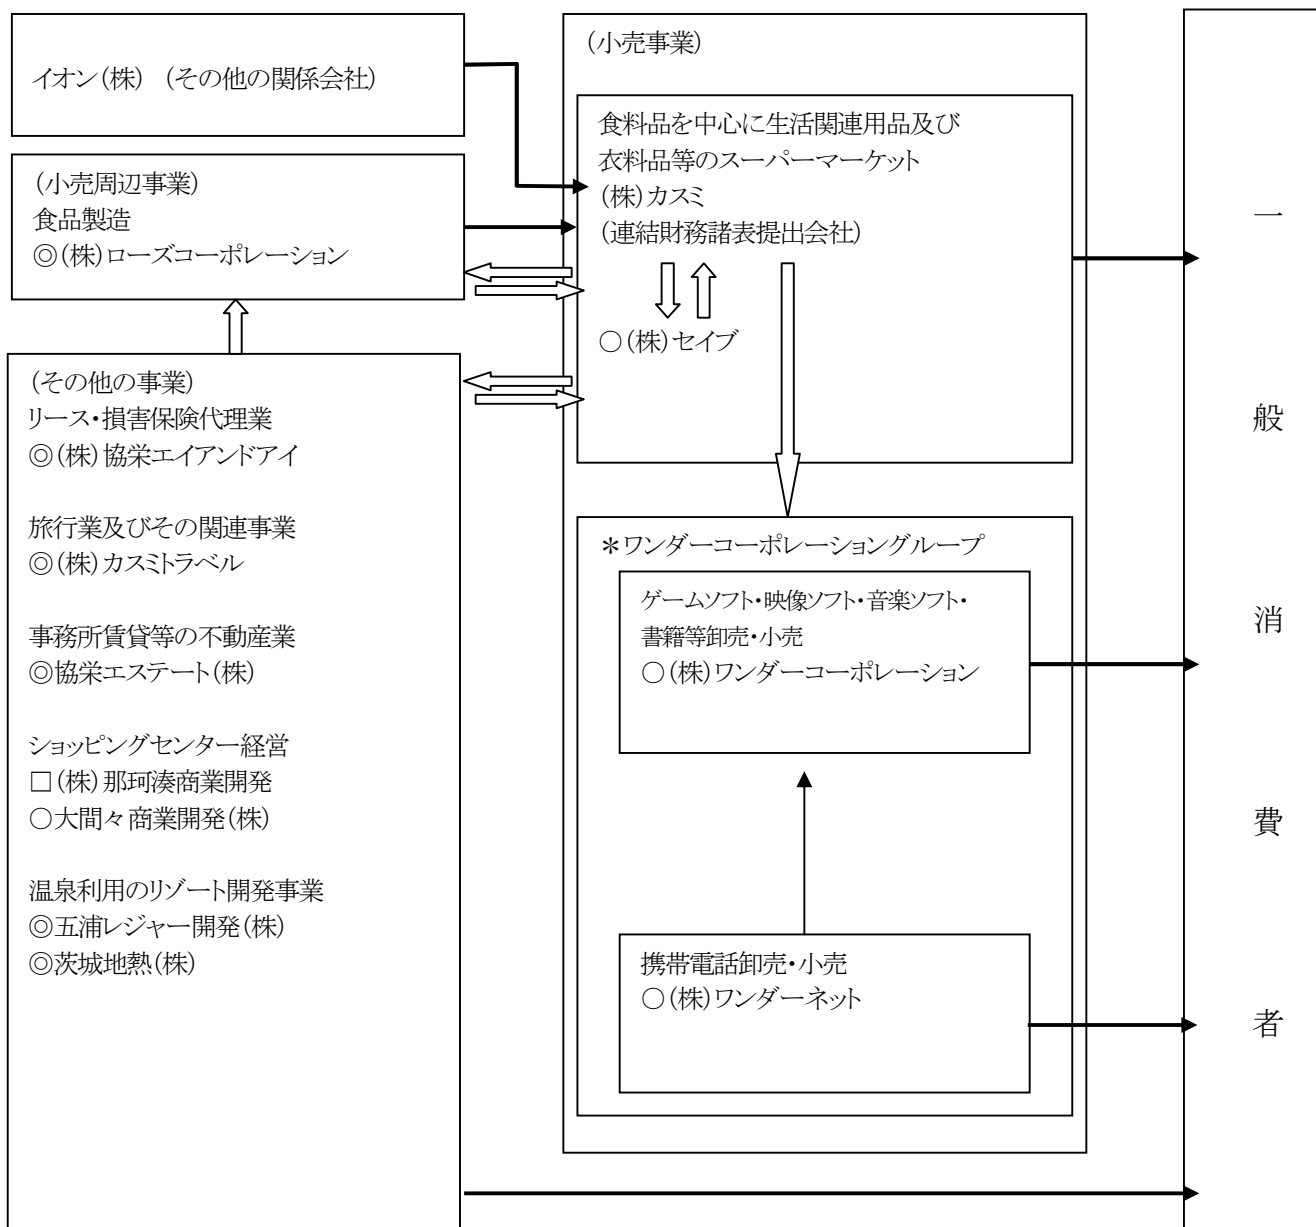 イオン(株) (その他の関係会社)
(小売周辺事業)
食品製造
◎(株)ローズコーポレーション
(その他の事業)
リース・損害保険代理業
◎(株)協栄エイアンドアイ
旅行業及びその関連事業
◎(株)カスミトラベル
事務所賃貸等の不動産業
◎協栄エステート(株)
ショッピングセンター経営
□(株)那珂湊商業開発
○大間々商業開発(株)
温泉利用のリゾート開発事業
◎五浦レジャー開発(株)
◎茨城地熱(株)
(小売事業)
食料品を中心に生活関連用品及び
衣料品等のスーパーマーケット
(株)カスミ
(連結財務諸表提出会社)
○(株)セイブ
＊ワンダーコーポレーショングループ
ゲームソフト・映像ソフト・音楽ソフト・
書籍等卸売・小売
○(株)ワンダーコーポレーション
携帯電話卸売・小売
○(株)ワンダーネット
一般消費者